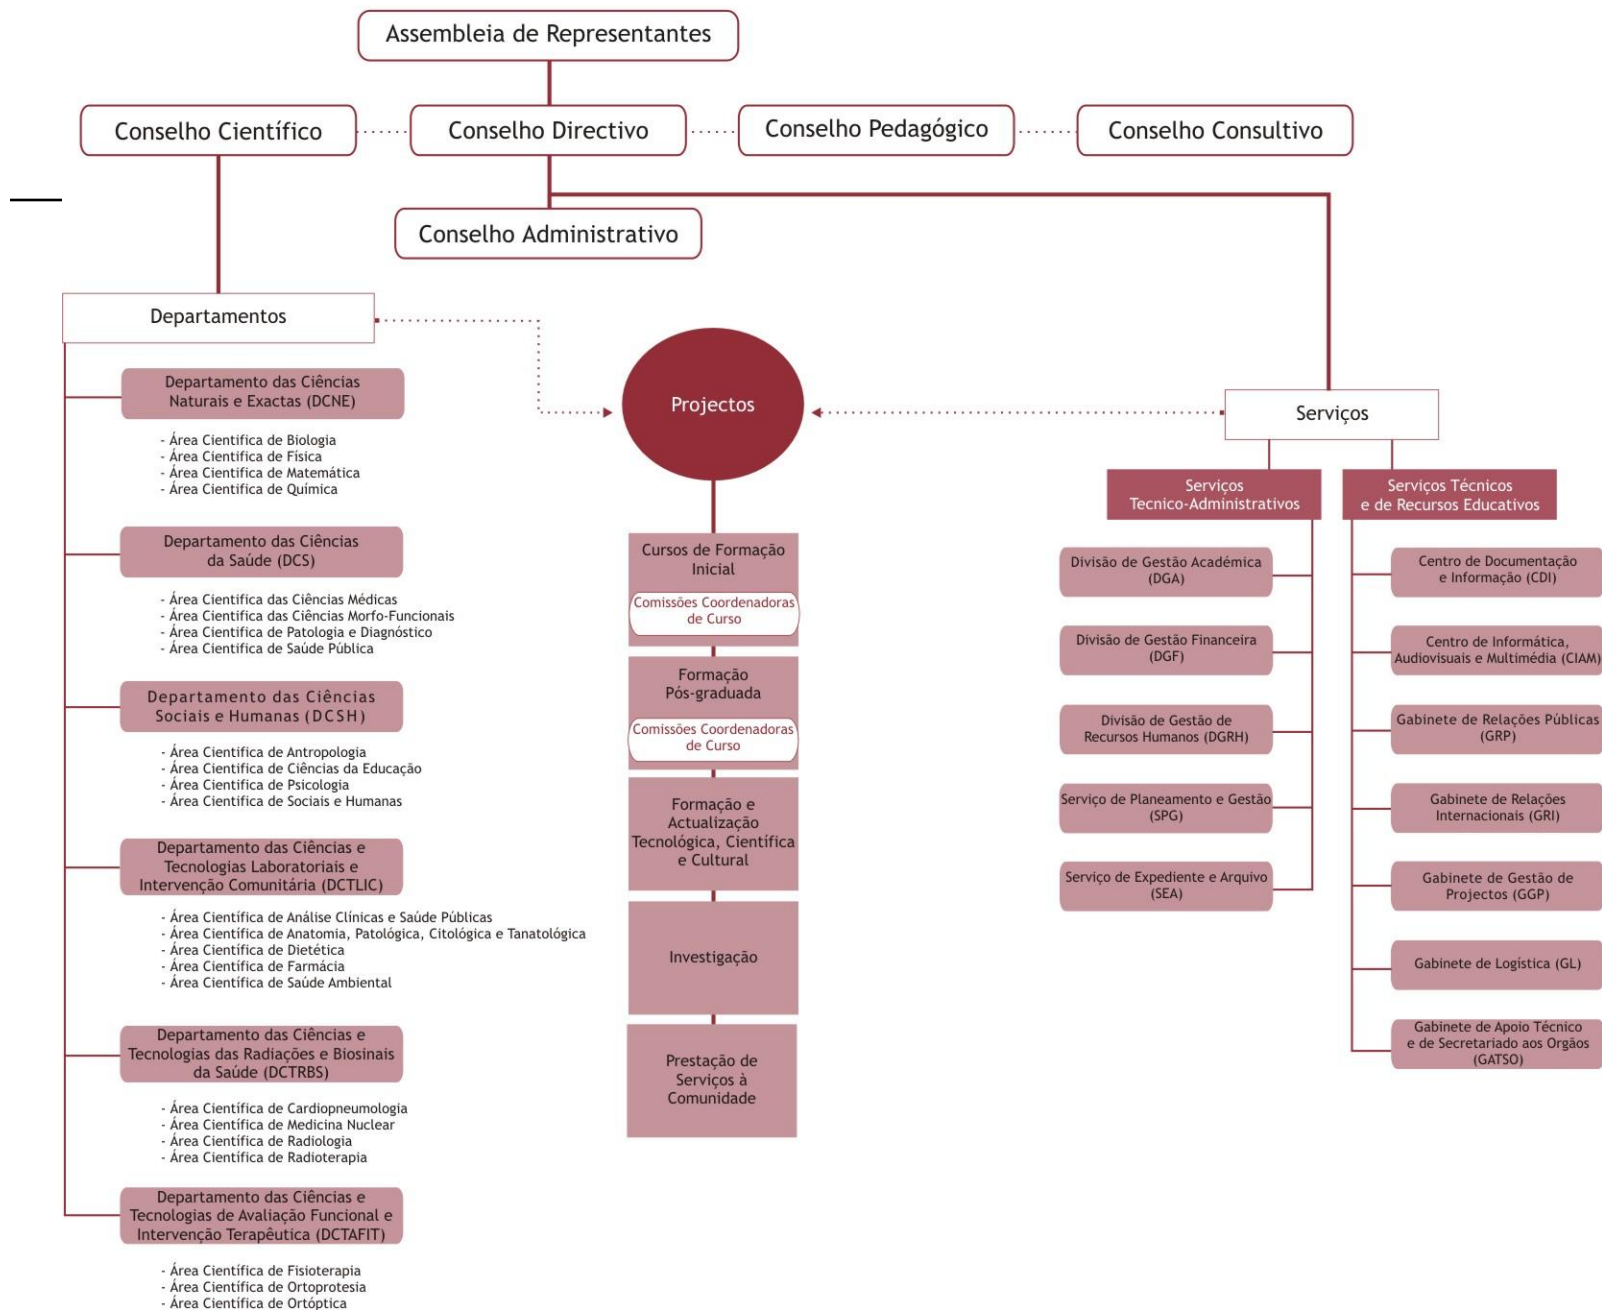 Assembleia de Representantes
Conselho Científico
Conselho Directivo
Conselho Pedagógico
Conselho Consultivo
Conselho Administrativo
Departamentos
Departamento das Ciências
Naturais e Exactas (DCNE)
- Área Cientifica de Biologia
- Área Cientifica de Física
- Área Cientifica de Matemática
- Área Cientifica de Química
Departamento das Ciências
da Saúde (DCS)
- Área Cientifica das Ciências Médicas
- Área Cientifica das Ciências Morfo-Funcionais
- Área Cientifica de Patologia e Diagnóstico
- Área Cientifica de Saúde Pública
Departamento das Ciências
Sociais e Humanas (DCSH)
- Área Cientifica de Antropologia
- Área Cientifica de Ciências da Educação
- Área Cientifica de Psicologia
- Área Cientifica de Sociais e Humanas
Departamento das Ciências e
Tecnologias Laboratoriais e
Intervenção Comunitária (DCTLIC)
- Área Científica de Análise Clínicas e Saúde Públicas
- Área Científica de Anatomia, Patológica, Citológica e Tanatológica
- Área Científica de Dietética
- Área Científica de Farmácia
- Área Científica de Saúde Ambiental
Departamento das Ciências e
Tecnologias das Radiações e Biosinais
da Saúde (DCTRBS)
- Área Científica de Cardiopneumologia
- Área Científica de Medicina Nuclear
- Área Científica de Radiologia
- Área Científica de Radioterapia
Departamento das Ciências e
Tecnologias de Avaliação Funcional e
Intervenção Terapêutica (DCTAFIT)
- Área Científica de Fisioterapia
- Área Científica de Ortoprotesia
- Área Científica de Ortóptica
Projectos
Cursos de Formação
Inicial
Comissões Coordenadoras
de Curso
Formação
Pós-graduada
Comissões Coordenadoras
de Curso
Formação e
Actualização
Tecnológica, Científica
e Cultural
Investigação
Prestação de
Serviços à
Comunidade
Serviços
Serviços
Tecnico-Administrativos
Divisão de Gestão Académica
(DGA)
Divisão de Gestão Financeira
(DGF)
Divisão de Gestão de
Recursos Humanos (DGRH)
Serviço de Planeamento e Gestão
(SPG)
Serviço de Expediente e Arquivo
(SEA)
Serviços Técnicos
e de Recursos Educativos
Centro de Documentação
e Informação (CDI)
Centro de Informática,
Audiovisuais e Multimédia (CIAM)
Gabinete de Relações Públicas
(GRP)
Gabinete de Relações
Internacionais (GRI)
Gabinete de Gestão de
Projectos (GGP)
Gabinete de Logística (GL)
Gabinete de Apoio Técnico
e de Secretariado aos Orgãos
(GATSO)